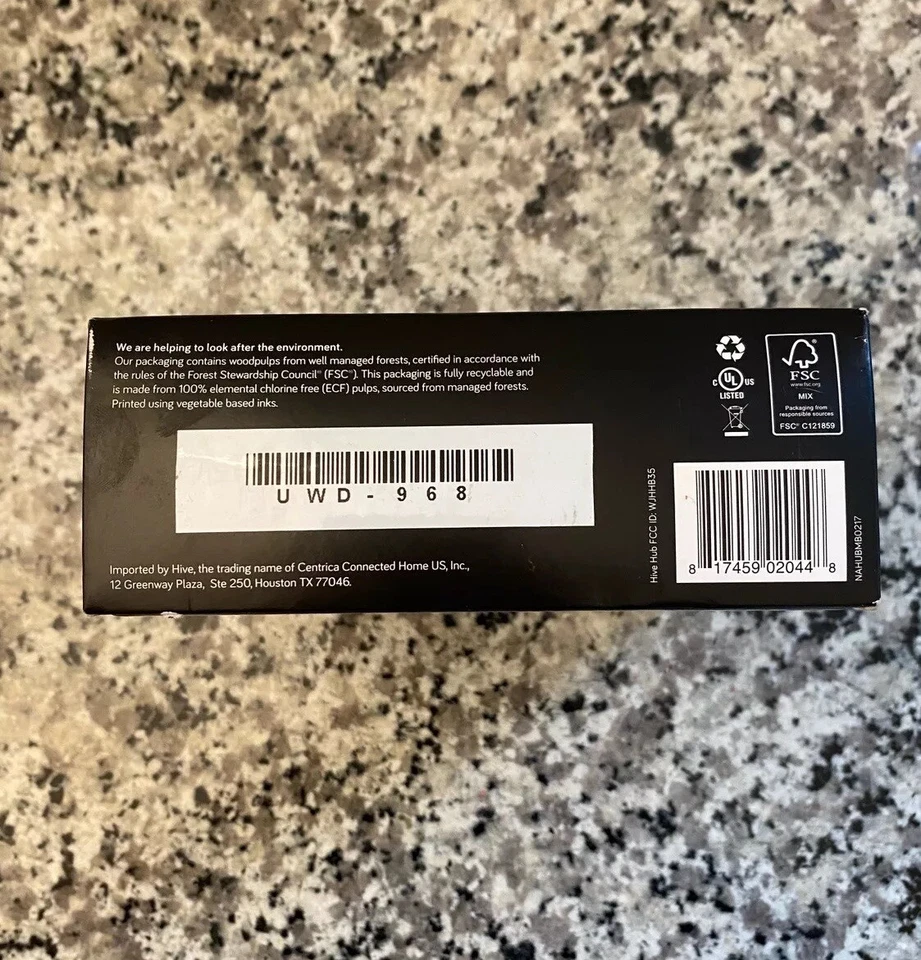 We are helping to look after the environment.
Our packaging contains woodpulps from well managed forests, certified in accordance with
the rules of the Forest Stewardship Council® (FSC®). This packaging is fully recyclable and
is made from 100% elemental chlorine free (ECF) pulps, sourced from managed forests.
Printed using vegetable based inks.
UWD-968
Imported by Hive, the trading name of Centrica Connected Home US, Inc.,
12 Greenway Plaza, Ste 250, Houston TX 77046.
C UL US
LISTED
FSC
www.fsc.org
MIX
Packaging from
responsible sources
FSC® C121859
Hive Hub FCC ID: WJHHB35
8 17459 02044 8
NAHUBMB0217